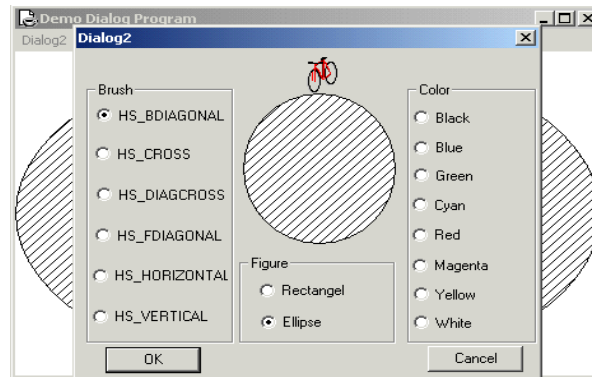 Demo Dialog Program
Dialog2
Dialog2
Brush
HS_BDIAGONAL
HS_CROSS
HS_DIAGCROSS
HS_FDIAGONAL
HS_HORIZONTAL
HS_VERTICAL
Figure
Rectangel
Ellipse
Color
Black
Blue
Green
Cyan
Red
Magenta
Yellow
White
OK
Cancel